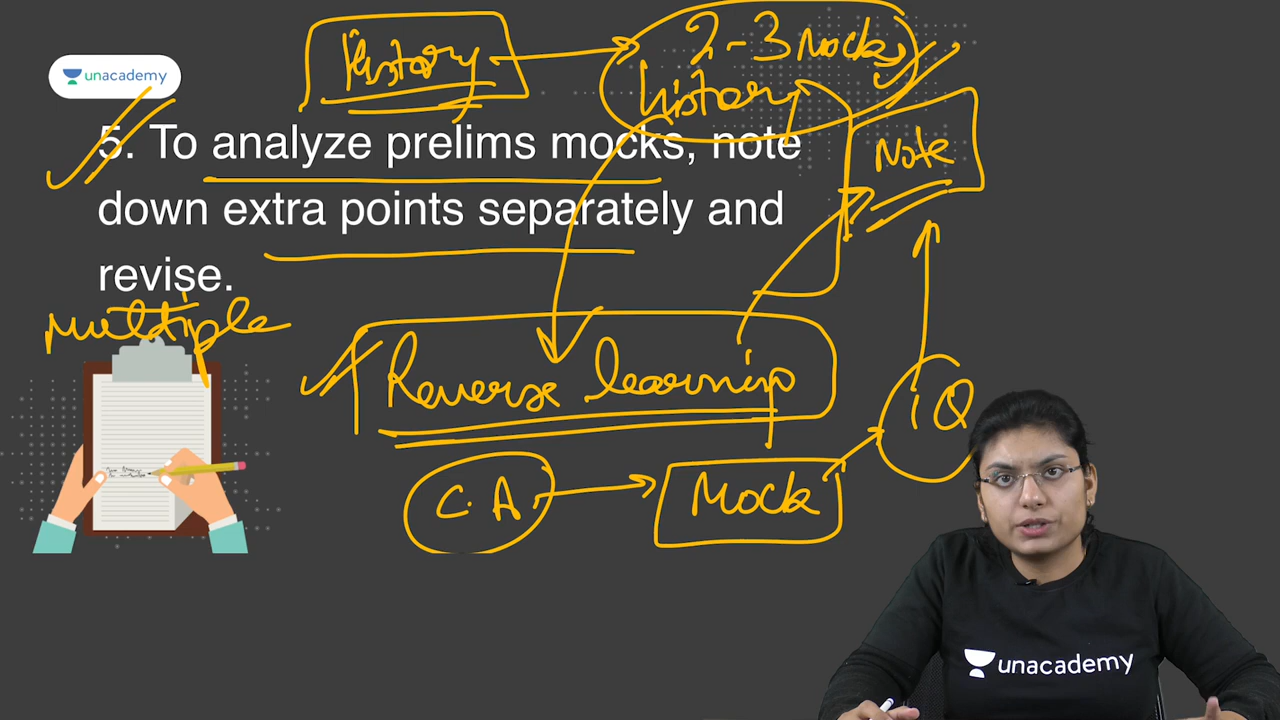 History
2-3 Mocks
history
unacademy
5. To analyze prelims mocks, note
down extra points separately and
revise.
Note
Multiple
Reverse learning
i Q
C.A.
Mock
unacademy